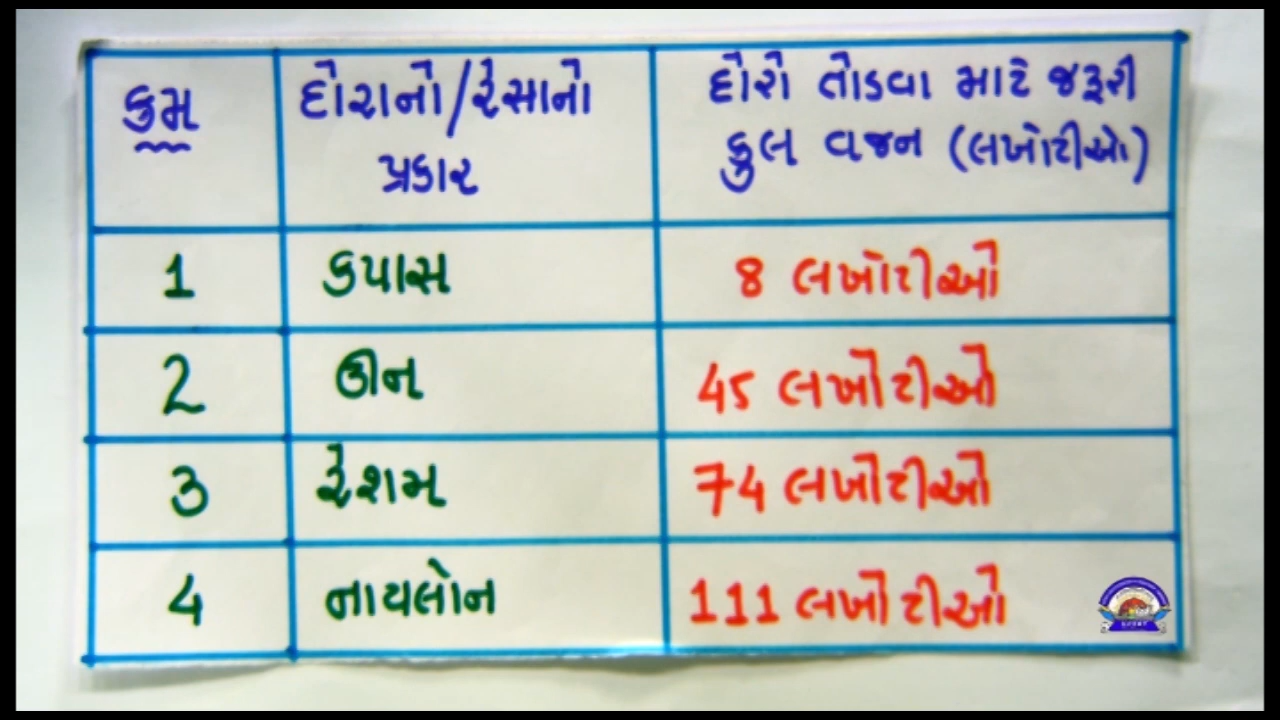 ક્રમ
દોરાનો/રેસાનો
પ્રકાર
દોરો તોડવા માટે જરૂરી
કુલ વજન (લખોટીઓ)
1 કપાસ 8 લખોટીઓ
2 ઊન 45 લખોટીઓ
3 રેશમ 74 લખોટીઓ
4 નાયલોન 111 લખોટીઓ